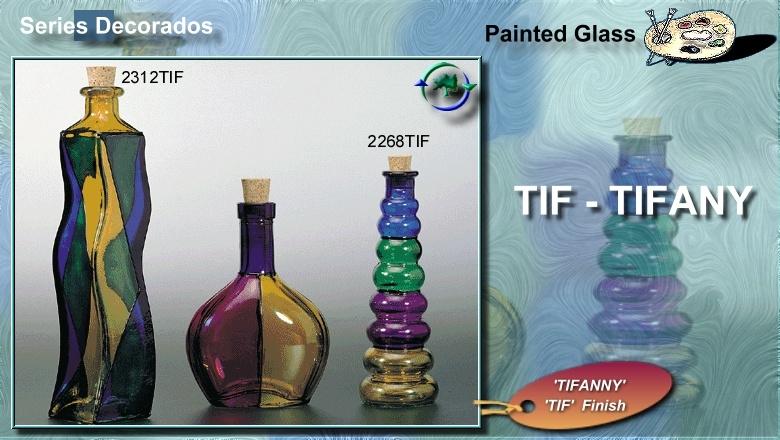 Series Decorados
Painted Glass
2312TIF
2268TIF
TIF - TIFANY
'TIFANNY'
'TIF' Finish